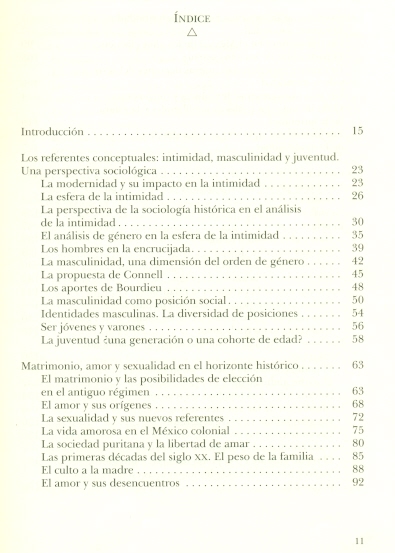 ÍNDICE
Introducción . . . . . . . . . . . . . . . . . . . . . . . . . . . . . . . . . . . . . . . . 15
Los referentes conceptuales: intimidad, masculinidad y juventud.
Una perspectiva sociológica . . . . . . . . . . . . . . . . . . . . . . . . . . . . 23
La modernidad y su impacto en la intimidad . . . . . . . . . . . . 23
La esfera de la intimidad . . . . . . . . . . . . . . . . . . . . . . . . . . . 26
La perspectiva de la sociología histórica en el análisis
de la intimidad . . . . . . . . . . . . . . . . . . . . . . . . . . . . . . . . . . 30
El análisis de género en la esfera de la intimidad . . . . . . . . . 35
Los hombres en la encrucijada. . . . . . . . . . . . . . . . . . . . . . . 39
La masculinidad, una dimensión del orden de género . . . . . . 42
La propuesta de Connell . . . . . . . . . . . . . . . . . . . . . . . . . . . 45
Los aportes de Bourdieu . . . . . . . . . . . . . . . . . . . . . . . . . . . 48
La masculinidad como posición social . . . . . . . . . . . . . . . . . 50
Identidades masculinas. La diversidad de posiciones . . . . . . . 54
Ser jóvenes y varones . . . . . . . . . . . . . . . . . . . . . . . . . . . . . 56
La juventud ¿una generación o una cohorte de edad? . . . . . . 58
Matrimonio, amor y sexualidad en el horizonte histórico . . . . . . . 63
El matrimonio y las posibilidades de elección
en el antiguo régimen . . . . . . . . . . . . . . . . . . . . . . . . . . . . . 63
El amor y sus orígenes . . . . . . . . . . . . . . . . . . . . . . . . . . . . 68
La sexualidad y sus nuevos referentes . . . . . . . . . . . . . . . . . . 72
La vida amorosa en el México colonial . . . . . . . . . . . . . . . . . 75
La sociedad puritana y la libertad de amar . . . . . . . . . . . . . . 80
Las primeras décadas del siglo XX. El peso de la familia . . . . 85
El culto a la madre . . . . . . . . . . . . . . . . . . . . . . . . . . . . . . . 88
El amor y sus desencuentros . . . . . . . . . . . . . . . . . . . . . . . . 92
11